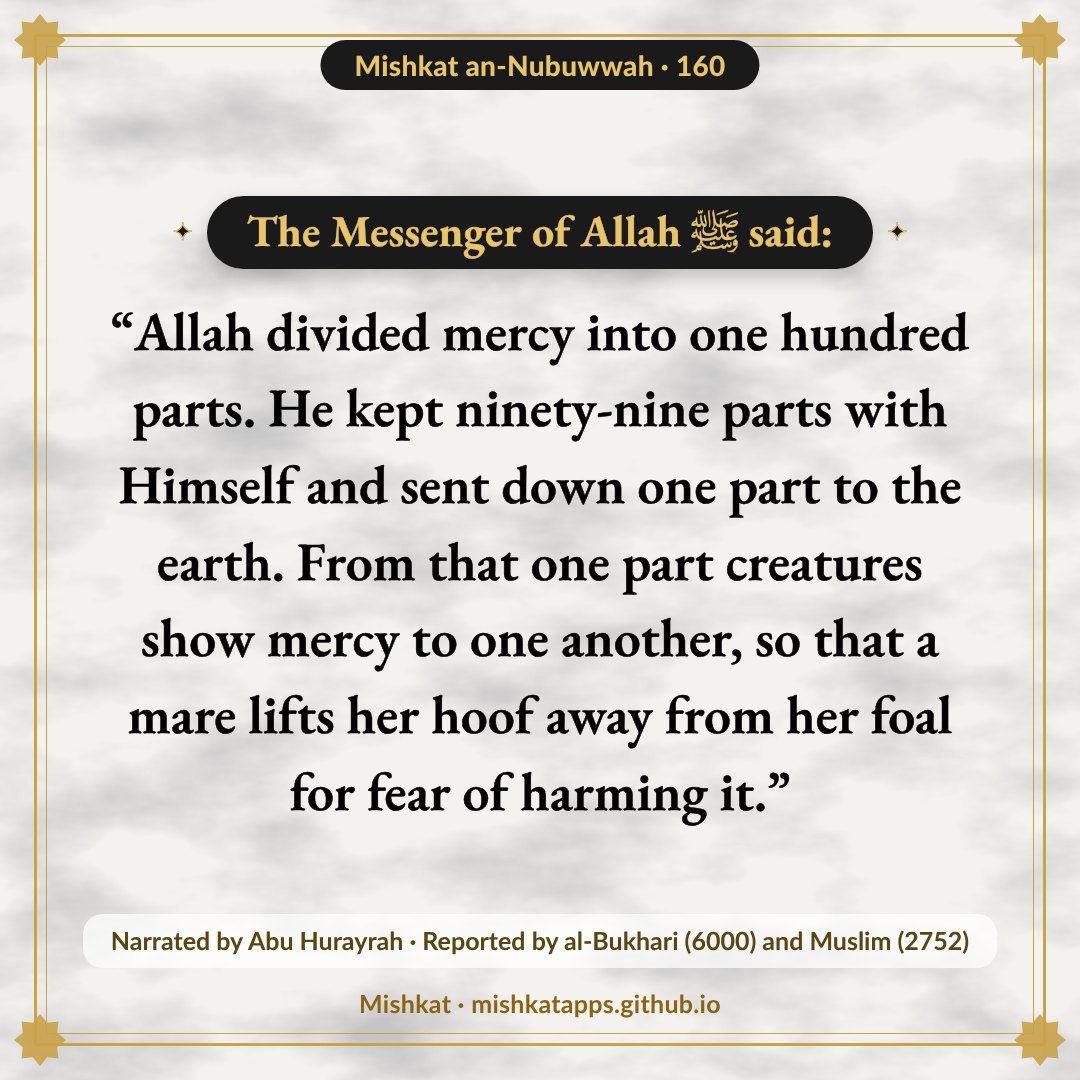 Mishkat an-Nubuwwah · 160
The Messenger of Allah ﷺ said:
“Allah divided mercy into one hundred
parts. He kept ninety-nine parts with
Himself and sent down one part to the
earth. From that one part creatures
show mercy to one another, so that a
mare lifts her hoof away from her foal
for fear of harming it.”
Narrated by Abu Hurayrah · Reported by al-Bukhari (6000) and Muslim (2752)
Mishkat · mishkatapps.github.io